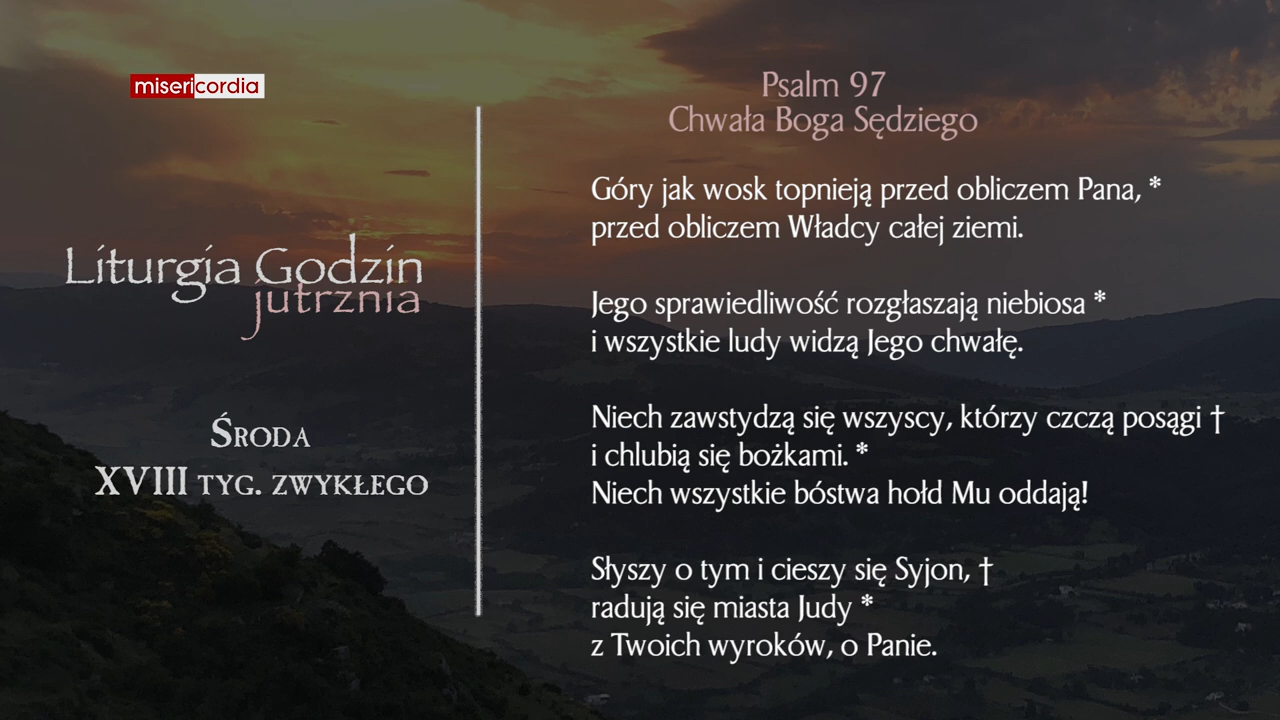 misericordia
Liturgia Godzin
jutrznia
Środa
XVIII tyg. zwykłego
Psalm 97
Chwała Boga Sędziego
Góry jak wosk topnieją przed obliczem Pana, *
przed obliczem Władcy całej ziemi.
Jego sprawiedliwość rozgłaszają niebiosa *
i wszystkie ludy widzą Jego chwałę.
Niech zawstydzą się wszyscy, którzy czczą posągi †
i chlubią się bożkami. *
Niech wszystkie bóstwa hołd Mu oddają!
Słyszy o tym i cieszy się Syjon, †
radują się miasta Judy *
z Twoich wyroków, o Panie.